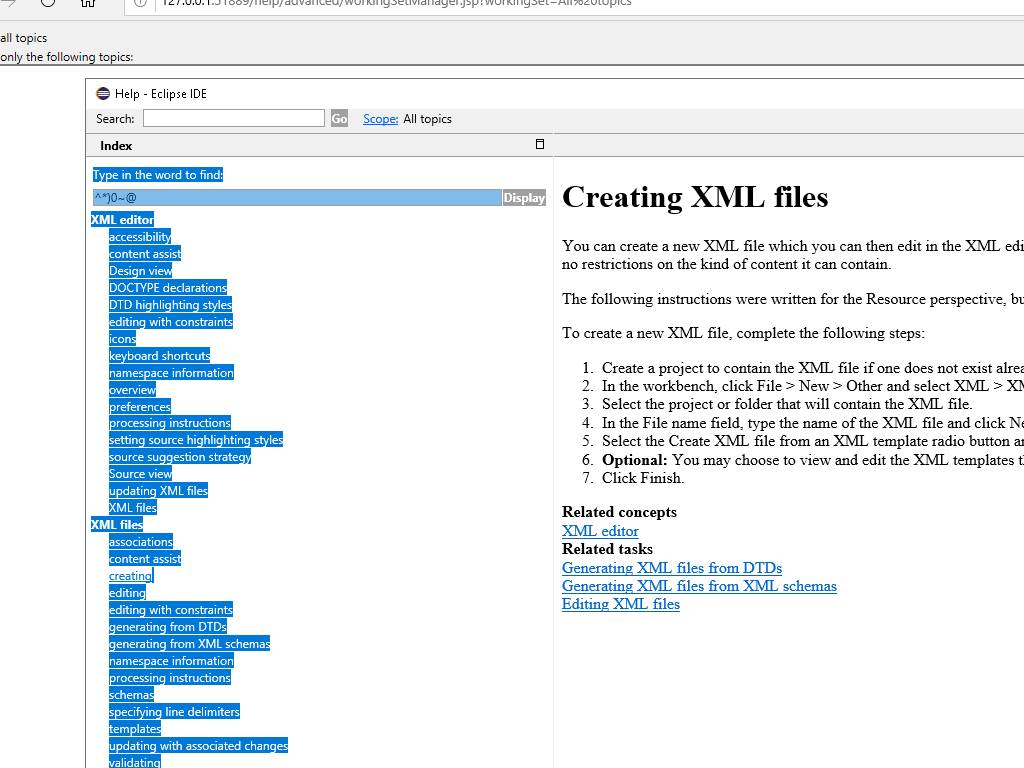 127.0.0.1:51889/help/advanced/workingSetManager.jsp?workingSet=All%20topics
all topics
only the following topics:
Help - Eclipse IDE
Search:
Go
Scope: All topics
Index
Type in the word to find:
^*)0~@
Display
XML editor
accessibility
content assist
Design view
DOCTYPE declarations
DTD highlighting styles
editing with constraints
icons
keyboard shortcuts
namespace information
overview
preferences
processing instructions
setting source highlighting styles
source suggestion strategy
Source view
updating XML files
XML files
XML files
associations
content assist
creating
editing
editing with constraints
generating from DTDs
generating from XML schemas
namespace information
processing instructions
schemas
specifying line delimiters
templates
updating with associated changes
validating
Creating XML files
You can create a new XML file which you can then edit in the XML edi
no restrictions on the kind of content it can contain.
The following instructions were written for the Resource perspective, bu
To create a new XML file, complete the following steps:
1. Create a project to contain the XML file if one does not exist alrea
2. In the workbench, click File > New > Other and select XML > XM
3. Select the project or folder that will contain the XML file.
4. In the File name field, type the name of the XML file and click Ne
5. Select the Create XML file from an XML template radio button an
6. Optional: You may choose to view and edit the XML templates th
7. Click Finish.
Related concepts
XML editor
Related tasks
Generating XML files from DTDs
Generating XML files from XML schemas
Editing XML files